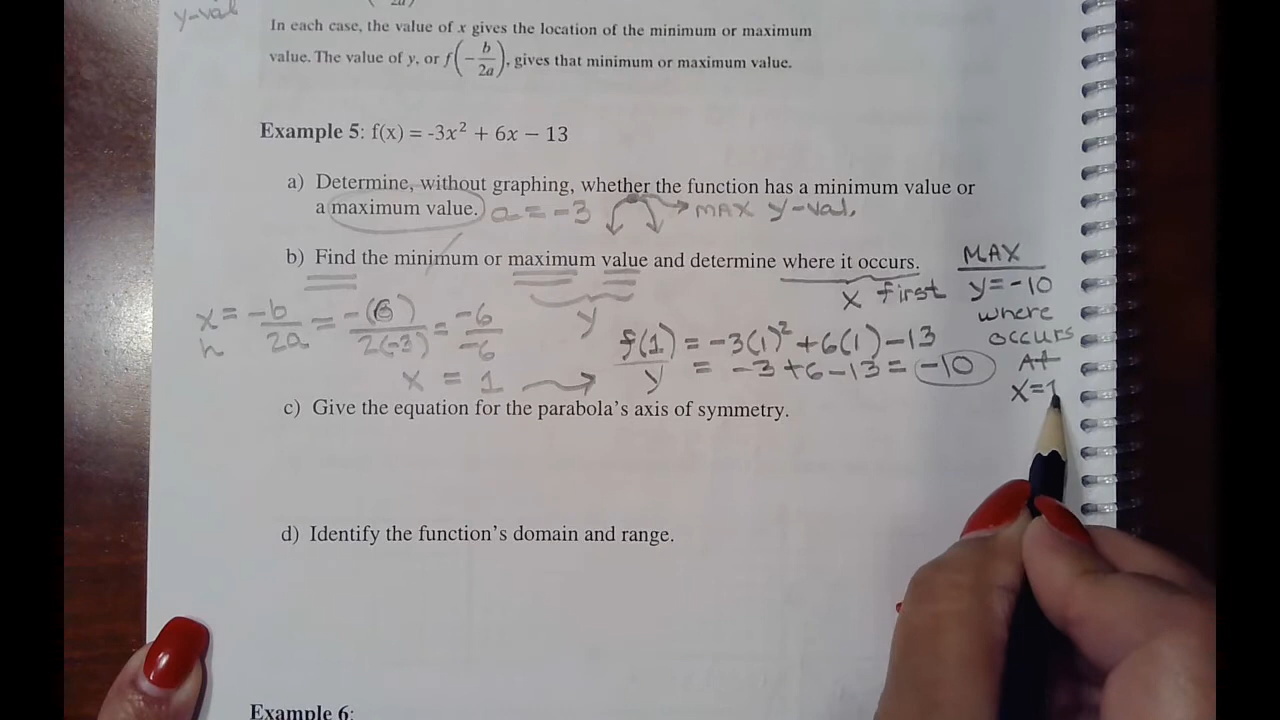 y-val
2a
In each case, the value of x gives the location of the minimum or maximum
value. The value of y, or f(-b/2a), gives that minimum or maximum value.
Example 5: f(x) = -3x² + 6x − 13
a) Determine, without graphing, whether the function has a minimum value or
a maximum value. a = -3 → MAX y-val.
b) Find the minimum or maximum value and determine where it occurs.
MAX
y=-10
where
occurs
At
x=1
x first
y
x = -b/2a = -(6)/2(-3) = -6/-6
h
x = 1 →
f(1) = -3(1)² + 6(1) - 13
y = -3+6-13 = -10
c) Give the equation for the parabola’s axis of symmetry.
d) Identify the function’s domain and range.
Example 6: